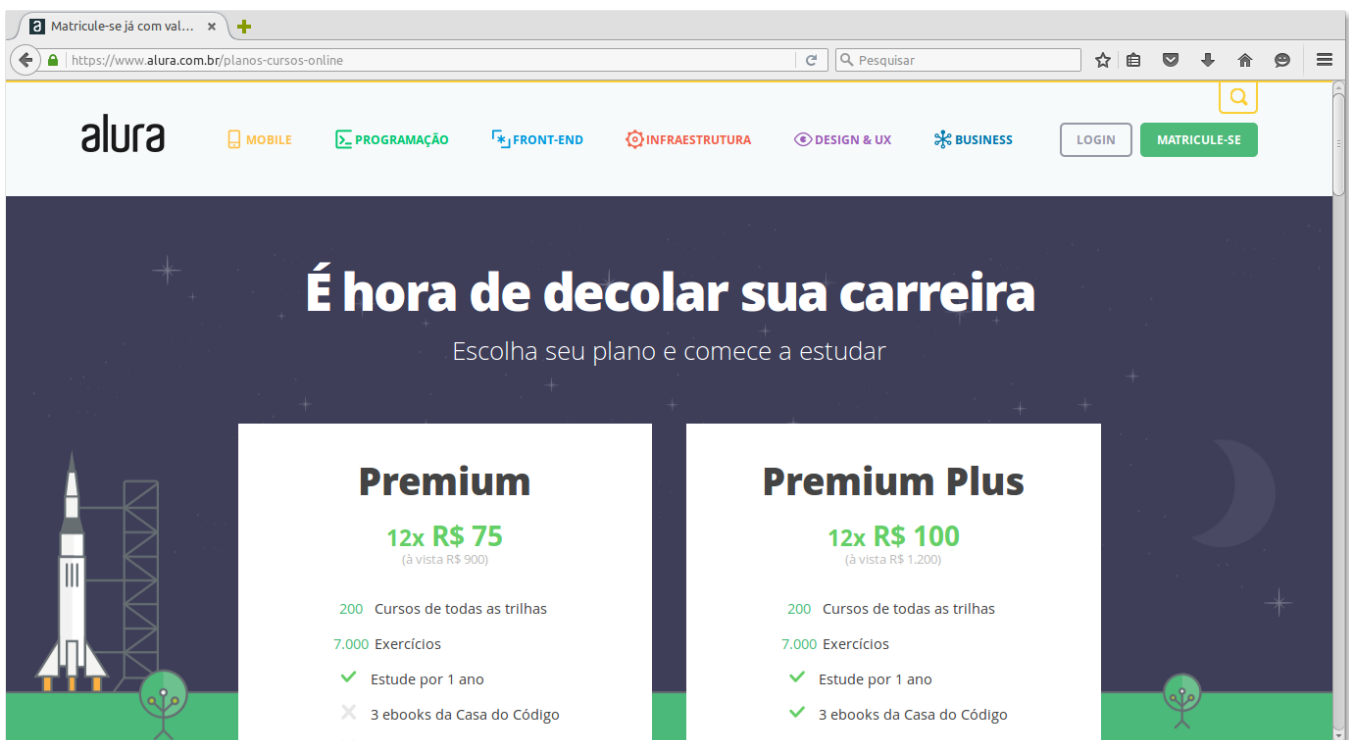 Matricule-se já com val...
https://www.alura.com.br/planos-cursos-online
Pesquisar
alura
MOBILE
PROGRAMAÇÃO
FRONT-END
INFRAESTRUTURA
DESIGN & UX
BUSINESS
LOGIN
MATRICULE-SE
É hora de decolar sua carreira
Escolha seu plano e comece a estudar
Premium
12x R$ 75
(à vista R$ 900)
200 Cursos de todas as trilhas
7.000 Exercícios
Estude por 1 ano
3 ebooks da Casa do Código
Premium Plus
12x R$ 100
(à vista R$ 1.200)
200 Cursos de todas as trilhas
7.000 Exercícios
Estude por 1 ano
3 ebooks da Casa do Código